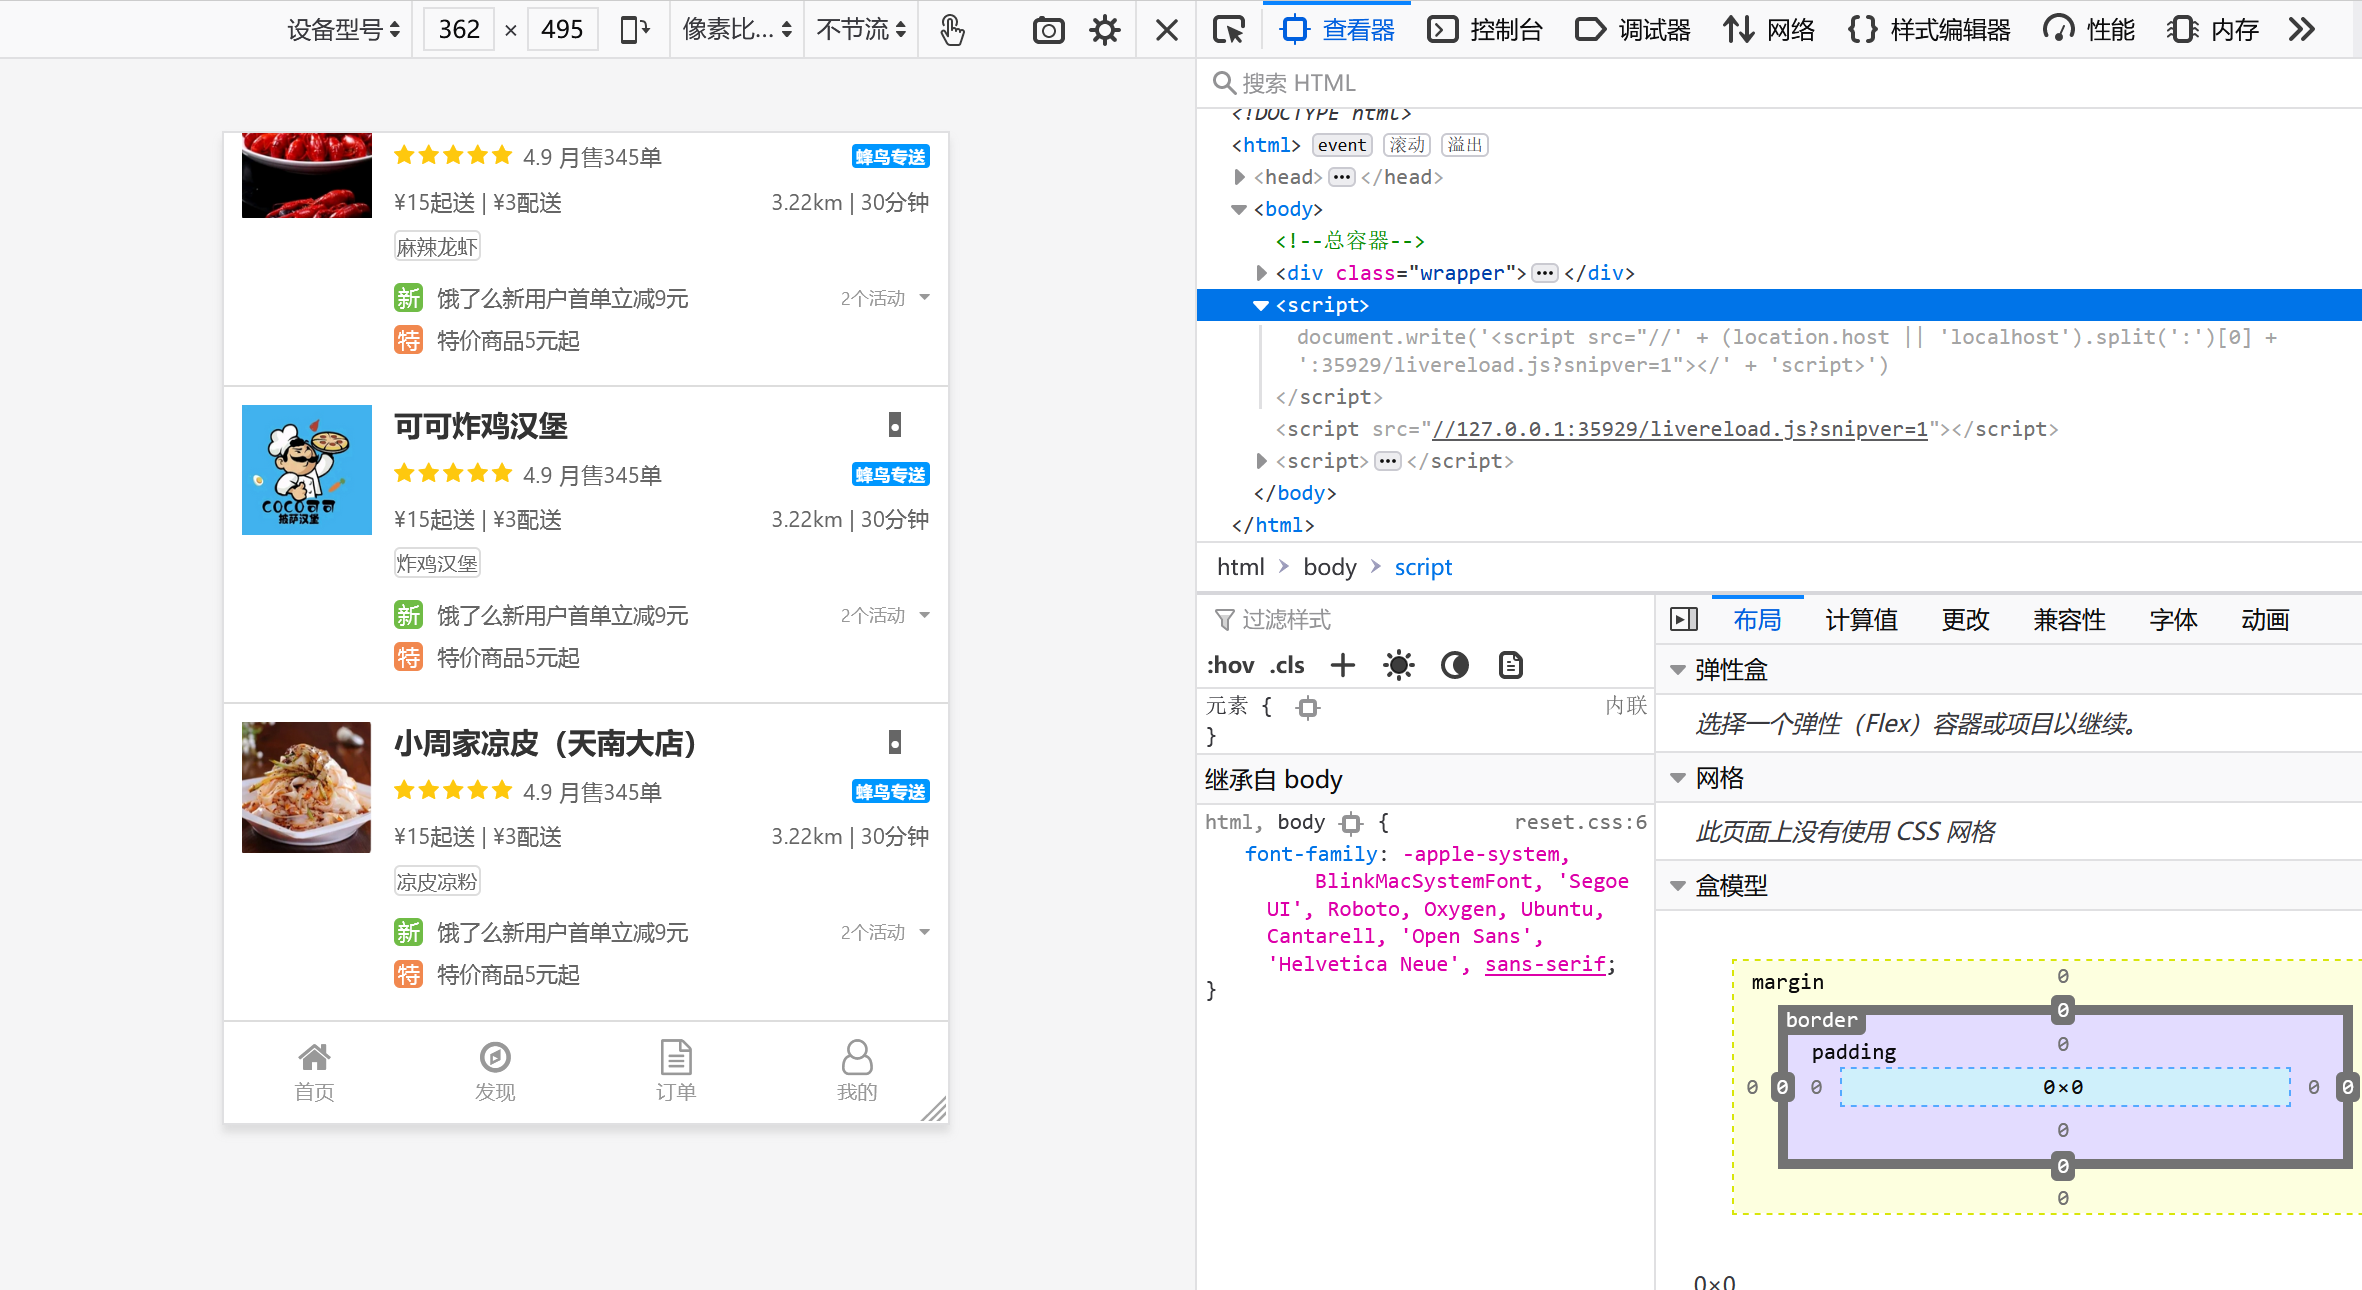 设备型号 362 × 495 像素比... 不节流
查看器 控制台 调试器 网络 样式编辑器 性能 内存
4.9 月售345单 蜂鸟专送
¥15起送 | ¥3配送 3.22km | 30分钟
麻辣龙虾
新 饿了么新用户首单立减9元 2个活动
特 特价商品5元起
可可炸鸡汉堡
4.9 月售345单 蜂鸟专送
COCO可可
披萨汉堡
¥15起送 | ¥3配送 3.22km | 30分钟
炸鸡汉堡
新 饿了么新用户首单立减9元 2个活动
特 特价商品5元起
小周家凉皮（天南大店）
4.9 月售345单 蜂鸟专送
¥15起送 | ¥3配送 3.22km | 30分钟
凉皮凉粉
新 饿了么新用户首单立减9元 2个活动
特 特价商品5元起
首页 发现 订单 我的
搜索 HTML
<!DOCTYPE html>
<html> event 滚动 溢出
<head> ••• </head>
<body>
<!--总容器-->
<div class="wrapper"> ••• </div>
<script>
document.write('<script src="//' + (location.host || 'localhost').split(':')[0] +
':35929/livereload.js?snipver=1"></' + 'script>')
</script>
<script src="//127.0.0.1:35929/livereload.js?snipver=1"></script>
<script> ••• </script>
</body>
</html>
html body script
过滤样式
:hov .cls +
元素 { 内联
}
继承自 body
html, body { reset.css:6
font-family: -apple-system,
BlinkMacSystemFont, 'Segoe
UI', Roboto, Oxygen, Ubuntu,
Cantarell, 'Open Sans',
'Helvetica Neue', sans-serif;
}
布局 计算值 更改 兼容性 字体 动画
弹性盒
选择一个弹性（Flex）容器或项目以继续。
网格
此页面上没有使用 CSS 网格
盒模型
margin 0
border 0
padding 0
0 0 0 0×0 0 0
0
0
0
0×0